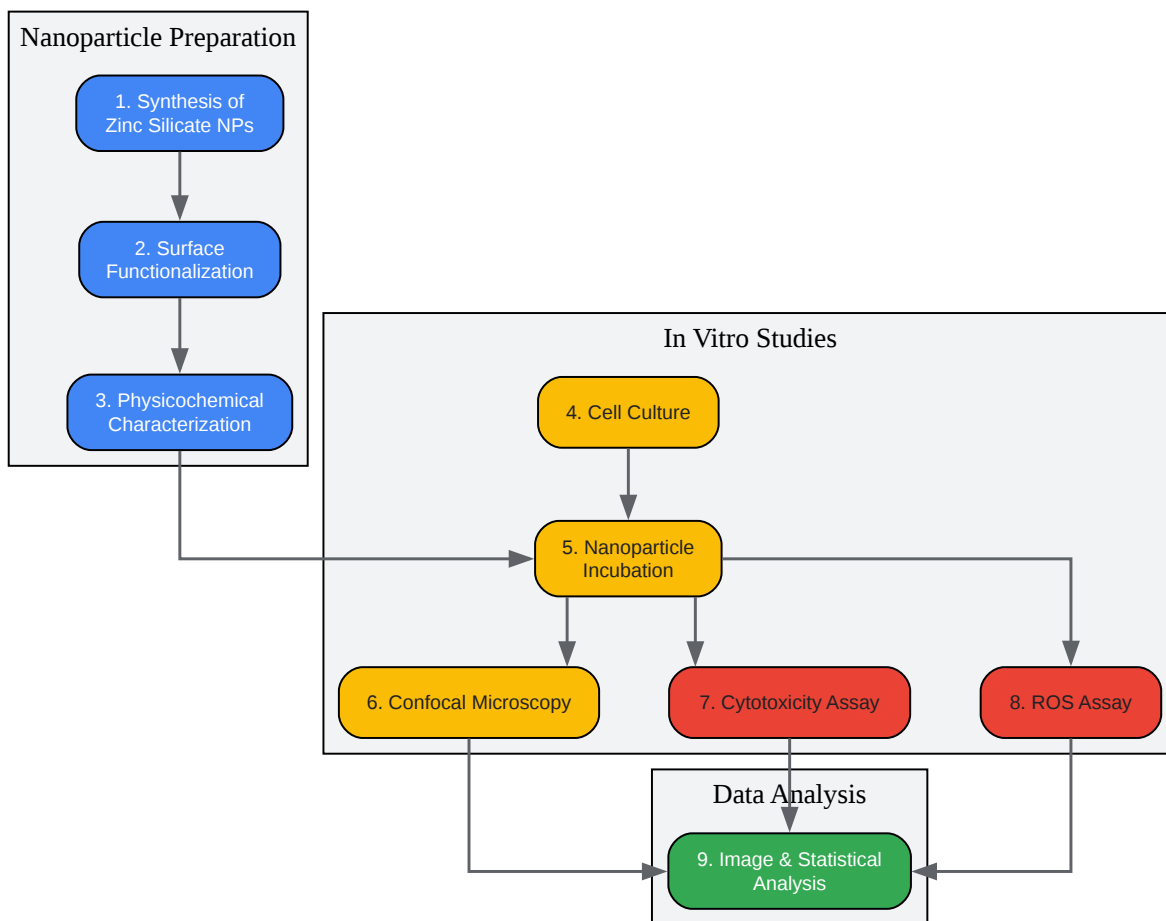 Nanoparticle Preparation
1. Synthesis of
Zinc Silicate NPs
2. Surface
Functionalization
3. Physicochemical
Characterization
In Vitro Studies
4. Cell Culture
5. Nanoparticle
Incubation
6. Confocal Microscopy
7. Cytotoxicity Assay
8. ROS Assay
Data Analysis
9. Image & Statistical
Analysis